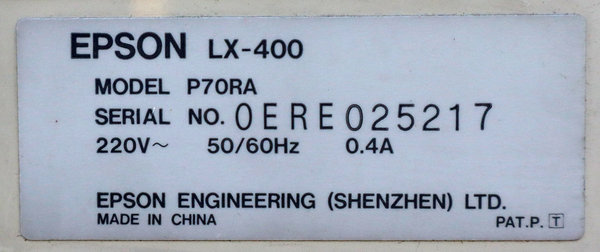 EPSON LX-400
MODEL P70RA
SERIAL NO. 0ERE025217
220V~ 50/60Hz 0.4A
EPSON ENGINEERING (SHENZHEN) LTD.
MADE IN CHINA PAT.P. T